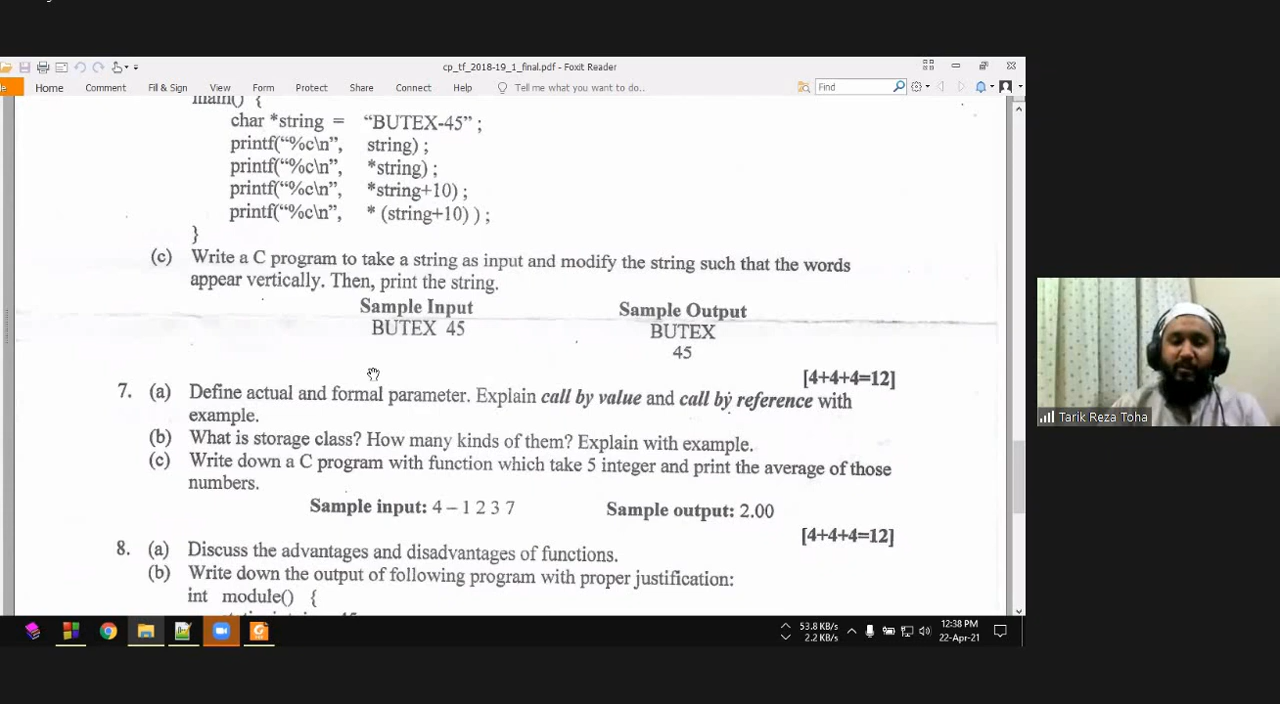 cp_tf_2018-19_1_final.pdf - Foxit Reader
Home Comment Fill & Sign View Form Protect Share Connect Help Tell me what you want to do.. Find
main() {
char *string = “BUTEX-45” ;
printf(“%c\n”, string) ;
printf(“%c\n”, *string) ;
printf(“%c\n”, *string+10) ;
printf(“%c\n”, * (string+10) ) ;
}
(c) Write a C program to take a string as input and modify the string such that the words
appear vertically. Then, print the string.
Sample Input Sample Output
BUTEX 45 BUTEX
45
[4+4+4=12]
7. (a) Define actual and formal parameter. Explain call by value and call by reference with
example.
(b) What is storage class? How many kinds of them? Explain with example.
(c) Write down a C program with function which take 5 integer and print the average of those
numbers.
Sample input: 4 – 1 2 3 7 Sample output: 2.00
[4+4+4=12]
8. (a) Discuss the advantages and disadvantages of functions.
(b) Write down the output of following program with proper justification:
int module() {
Tarik Reza Toha
53.8 KB/s
2.2 KB/s
12:38 PM
22-Apr-21